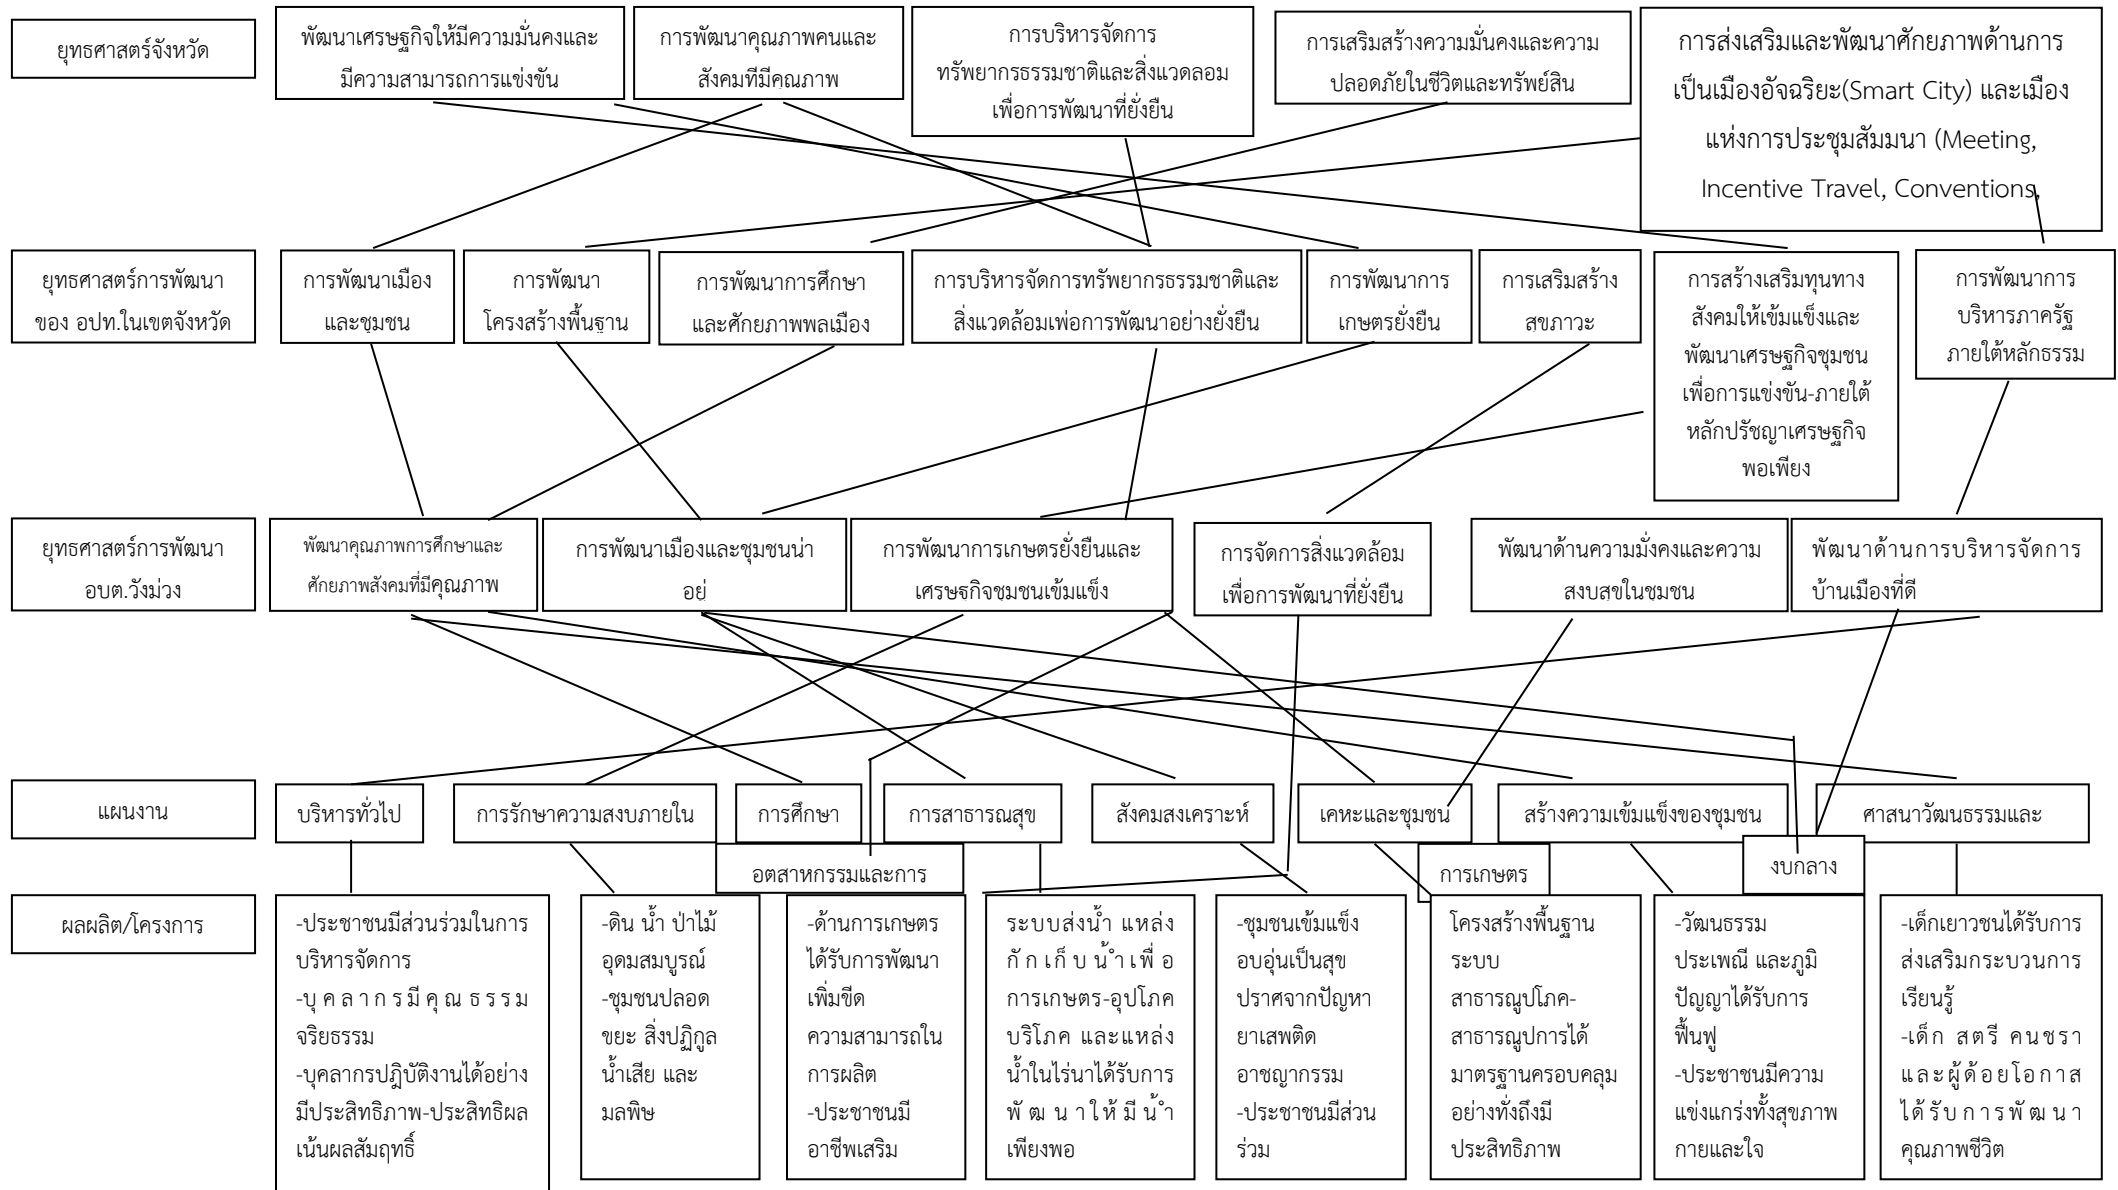 ยุทธศาสตร์จังหวัด
พัฒนาเศรษฐกิจให้มีความมั่นคงและ
มีความสามารถการแข่งขัน
การพัฒนาคุณภาพคนและ
สังคมที่มีคุณภาพ
การบริหารจัดการ
ทรัพยากรธรรมชาติและสิ่งแวดลอม
เพื่อการพัฒนาที่ยั่งยืน
การเสริมสร้างความมั่นคงและความ
ปลอดภัยในชีวิตและทรัพย์สิน
การส่งเสริมและพัฒนาศักยภาพด้านการ
เป็นเมืองอัจฉริยะ(Smart City) และเมือง
แห่งการประชุมสัมมนา (Meeting,
Incentive Travel, Conventions,
ยุทธศาสตร์การพัฒนา
ของ อปท.ในเขตจังหวัด
การพัฒนาเมือง
และชุมชน
การพัฒนา
โครงสร้างพื้นฐาน
การพัฒนาการศึกษา
และศักยภาพพลเมือง
การบริหารจัดการทรัพยากรธรรมชาติและ
สิ่งแวดล้อมเพ่อการพัฒนาอย่างยั่งยืน
การพัฒนาการ
เกษตรยั่งยืน
การเสริมสร้าง
สขภาวะ
การสร้างเสริมทุนทาง
สังคมให้เข้มแข็งและ
พัฒนาเศรษฐกิจชุมชน
เพื่อการแข่งขัน-ภายใต้
หลักปรัชญาเศรษฐกิจ
พอเพียง
การพัฒนาการ
บริหารภาครัฐ
ภายใต้หลักธรรม
ยุทธศาสตร์การพัฒนา
อบต.วังม่วง
พัฒนาคุณภาพการศึกษาและ
ศักยภาพสังคมที่มีคุณภาพ
การพัฒนาเมืองและชุมชนน่า
อยู่
การพัฒนาการเกษตรยั่งยืนและ
เศรษฐกิจชุมชนเข้มแข็ง
การจัดการสิ่งแวดล้อม
เพื่อการพัฒนาที่ยั่งยืน
พัฒนาด้านความมั่งคงและความ
สงบสขในชุมชน
พัฒนาด้านการบริหารจัดการ
บ้านเมืองที่ดี
แผนงาน
บริหารทั่วไป
การรักษาความสงบภายใน
การศึกษา
การสาธารณสุข
สังคมสงเคราะห์
เคหะและชุมชน
สร้างความเข้มแข็งของชุมชน
ศาสนาวัฒนธรรมและ
อตสาหกรรมและการ
การเกษตร
งบกลาง
ผลผลิต/โครงการ
-ประชาชนมีส่วนร่วมในการ
บริหารจัดการ
-บุคลากรมีคุณธรรม
จริยธรรม
-บุคลากรปฏิบัติงานได้อย่าง
มีประสิทธิภาพ-ประสิทธิผล
เน้นผลสัมฤทธิ์
-ดิน น้ำ ป่าไม้
อุดมสมบูรณ์
-ชุมชนปลอด
ขยะ สิ่งปฏิกูล
น้ำเสีย และ
มลพิษ
-ด้านการเกษตร
ได้รับการพัฒนา
เพิ่มขีด
ความสามารถใน
การผลิต
-ประชาชนมี
อาชีพเสริม
ระบบส่งน้ำ แหล่ง
กักเก็บน้ำเพื่อ
การเกษตร-อุปโภค
บริโภค และแหล่ง
น้ำในไร่นาได้รับการ
พัฒนาให้มีน้ำ
เพียงพอ
-ชุมชนเข้มแข็ง
อบอุ่นเป็นสุข
ปราศจากปัญหา
ยาเสพติด
อาชญากรรม
-ประชาชนมีส่วน
ร่วม
โครงสร้างพื้นฐาน
ระบบ
สาธารณูปโภค-
สาธารณูปการได้
มาตรฐานครอบคลุม
อย่างทั่งถึงมี
ประสิทธิภาพ
-วัฒนธรรม
ประเพณี และภูมิ
ปัญญาได้รับการ
ฟื้นฟู
-ประชาชนมีความ
แข่งแกร่งทั้งสุขภาพ
กายและใจ
-เด็กเยาวชนได้รับการ
ส่งเสริมกระบวนการ
เรียนรู้
-เด็ก สตรี คนชรา
และผู้ด้อยโอกาส
ได้รับการพัฒนา
คุณภาพชีวิต